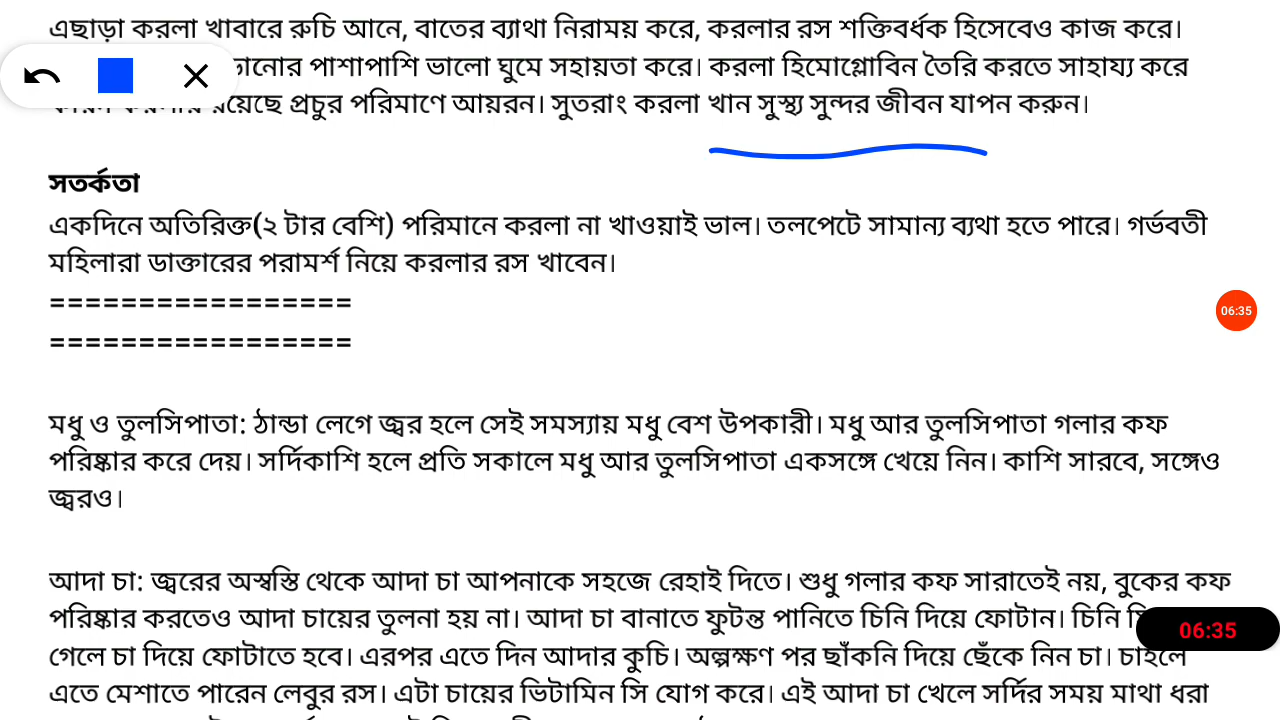 এছাড়া করলা খাবারে রুচি আনে, বাতের ব্যাথা নিরাময় করে, করলার রস শক্তিবর্ধক হিসেবেও কাজ করে।
পাশাপাশি ভালো ঘুমে সহায়তা করে। করলা হিমোগ্লোবিন তৈরি করতে সাহায্য করে
রয়েছে প্রচুর পরিমাণে আয়রন। সুতরাং করলা খান সুস্থ্য সুন্দর জীবন যাপন করুন।
সতর্কতা
একদিনে অতিরিক্ত(২ টার বেশি) পরিমানে করলা না খাওয়াই ভাল। তলপেটে সামান্য ব্যথা হতে পারে। গর্ভবতী
মহিলারা ডাক্তারের পরামর্শ নিয়ে করলার রস খাবেন।
=================
06:35
=================
মধু ও তুলসিপাতা: ঠান্ডা লেগে জ্বর হলে সেই সমস্যায় মধু বেশ উপকারী। মধু আর তুলসিপাতা গলার কফ
পরিষ্কার করে দেয়। সর্দিকাশি হলে প্রতি সকালে মধু আর তুলসিপাতা একসঙ্গে খেয়ে নিন। কাশি সারবে, সঙ্গেও
জ্বরও।
আদা চা: জ্বরের অস্বস্তি থেকে আদা চা আপনাকে সহজে রেহাই দিতে। শুধু গলার কফ সারাতেই নয়, বুকের কফ
পরিষ্কার করতেও আদা চায়ের তুলনা হয় না। আদা চা বানাতে ফুটন্ত পানিতে চিনি দিয়ে ফোটান। চিনি
06:35
গেলে চা দিয়ে ফোটাতে হবে। এরপর এতে দিন আদার কুচি। অল্পক্ষণ পর ছাঁকনি দিয়ে ছেঁকে নিন চা। চাইলে
এতে মেশাতে পারেন লেবুর রস। এটা চায়ের ভিটামিন সি যোগ করে। এই আদা চা খেলে সর্দির সময় মাথা ধরা